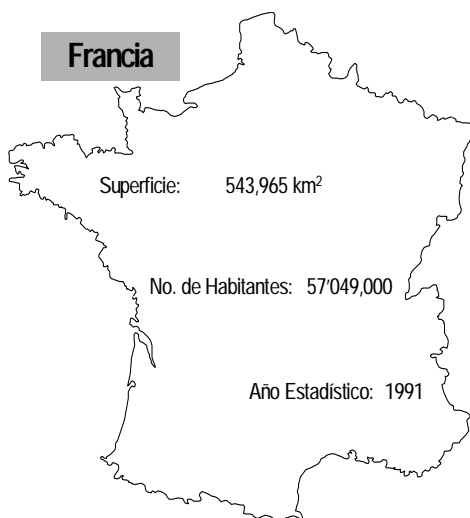 Francia
Superficie: 543,965 km²
No. de Habitantes: 57'049,000
Año Estadístico: 1991